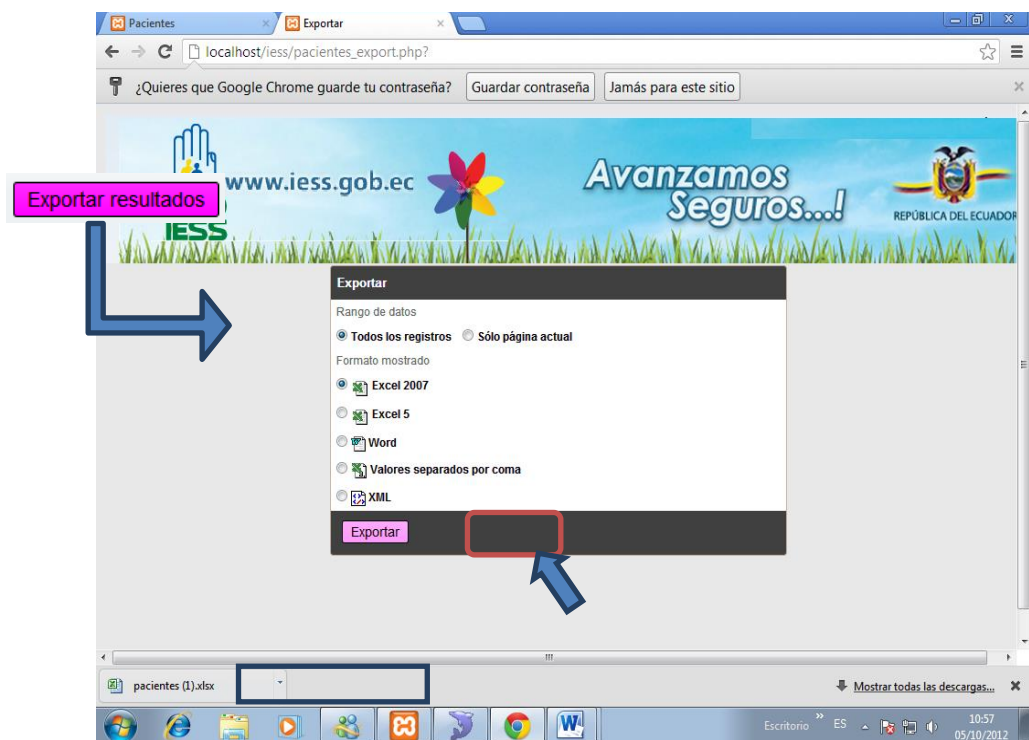 Pacientes
Exportar
localhost/iess/pacientes_export.php?
¿Quieres que Google Chrome guarde tu contraseña? Guardar contraseña Jamás para este sitio
www.iess.gob.ec
Avanzamos
Seguros...!
REPÚBLICA DEL ECUADOR
Exportar resultados
IESS
Exportar
Rango de datos
Todos los registros Sólo página actual
Formato mostrado
Excel 2007
Excel 5
Word
Valores separados por coma
XML
Exportar
pacientes (1).xlsx
Mostrar todas las descargas...
Escritorio » ES 10:57
05/10/2012